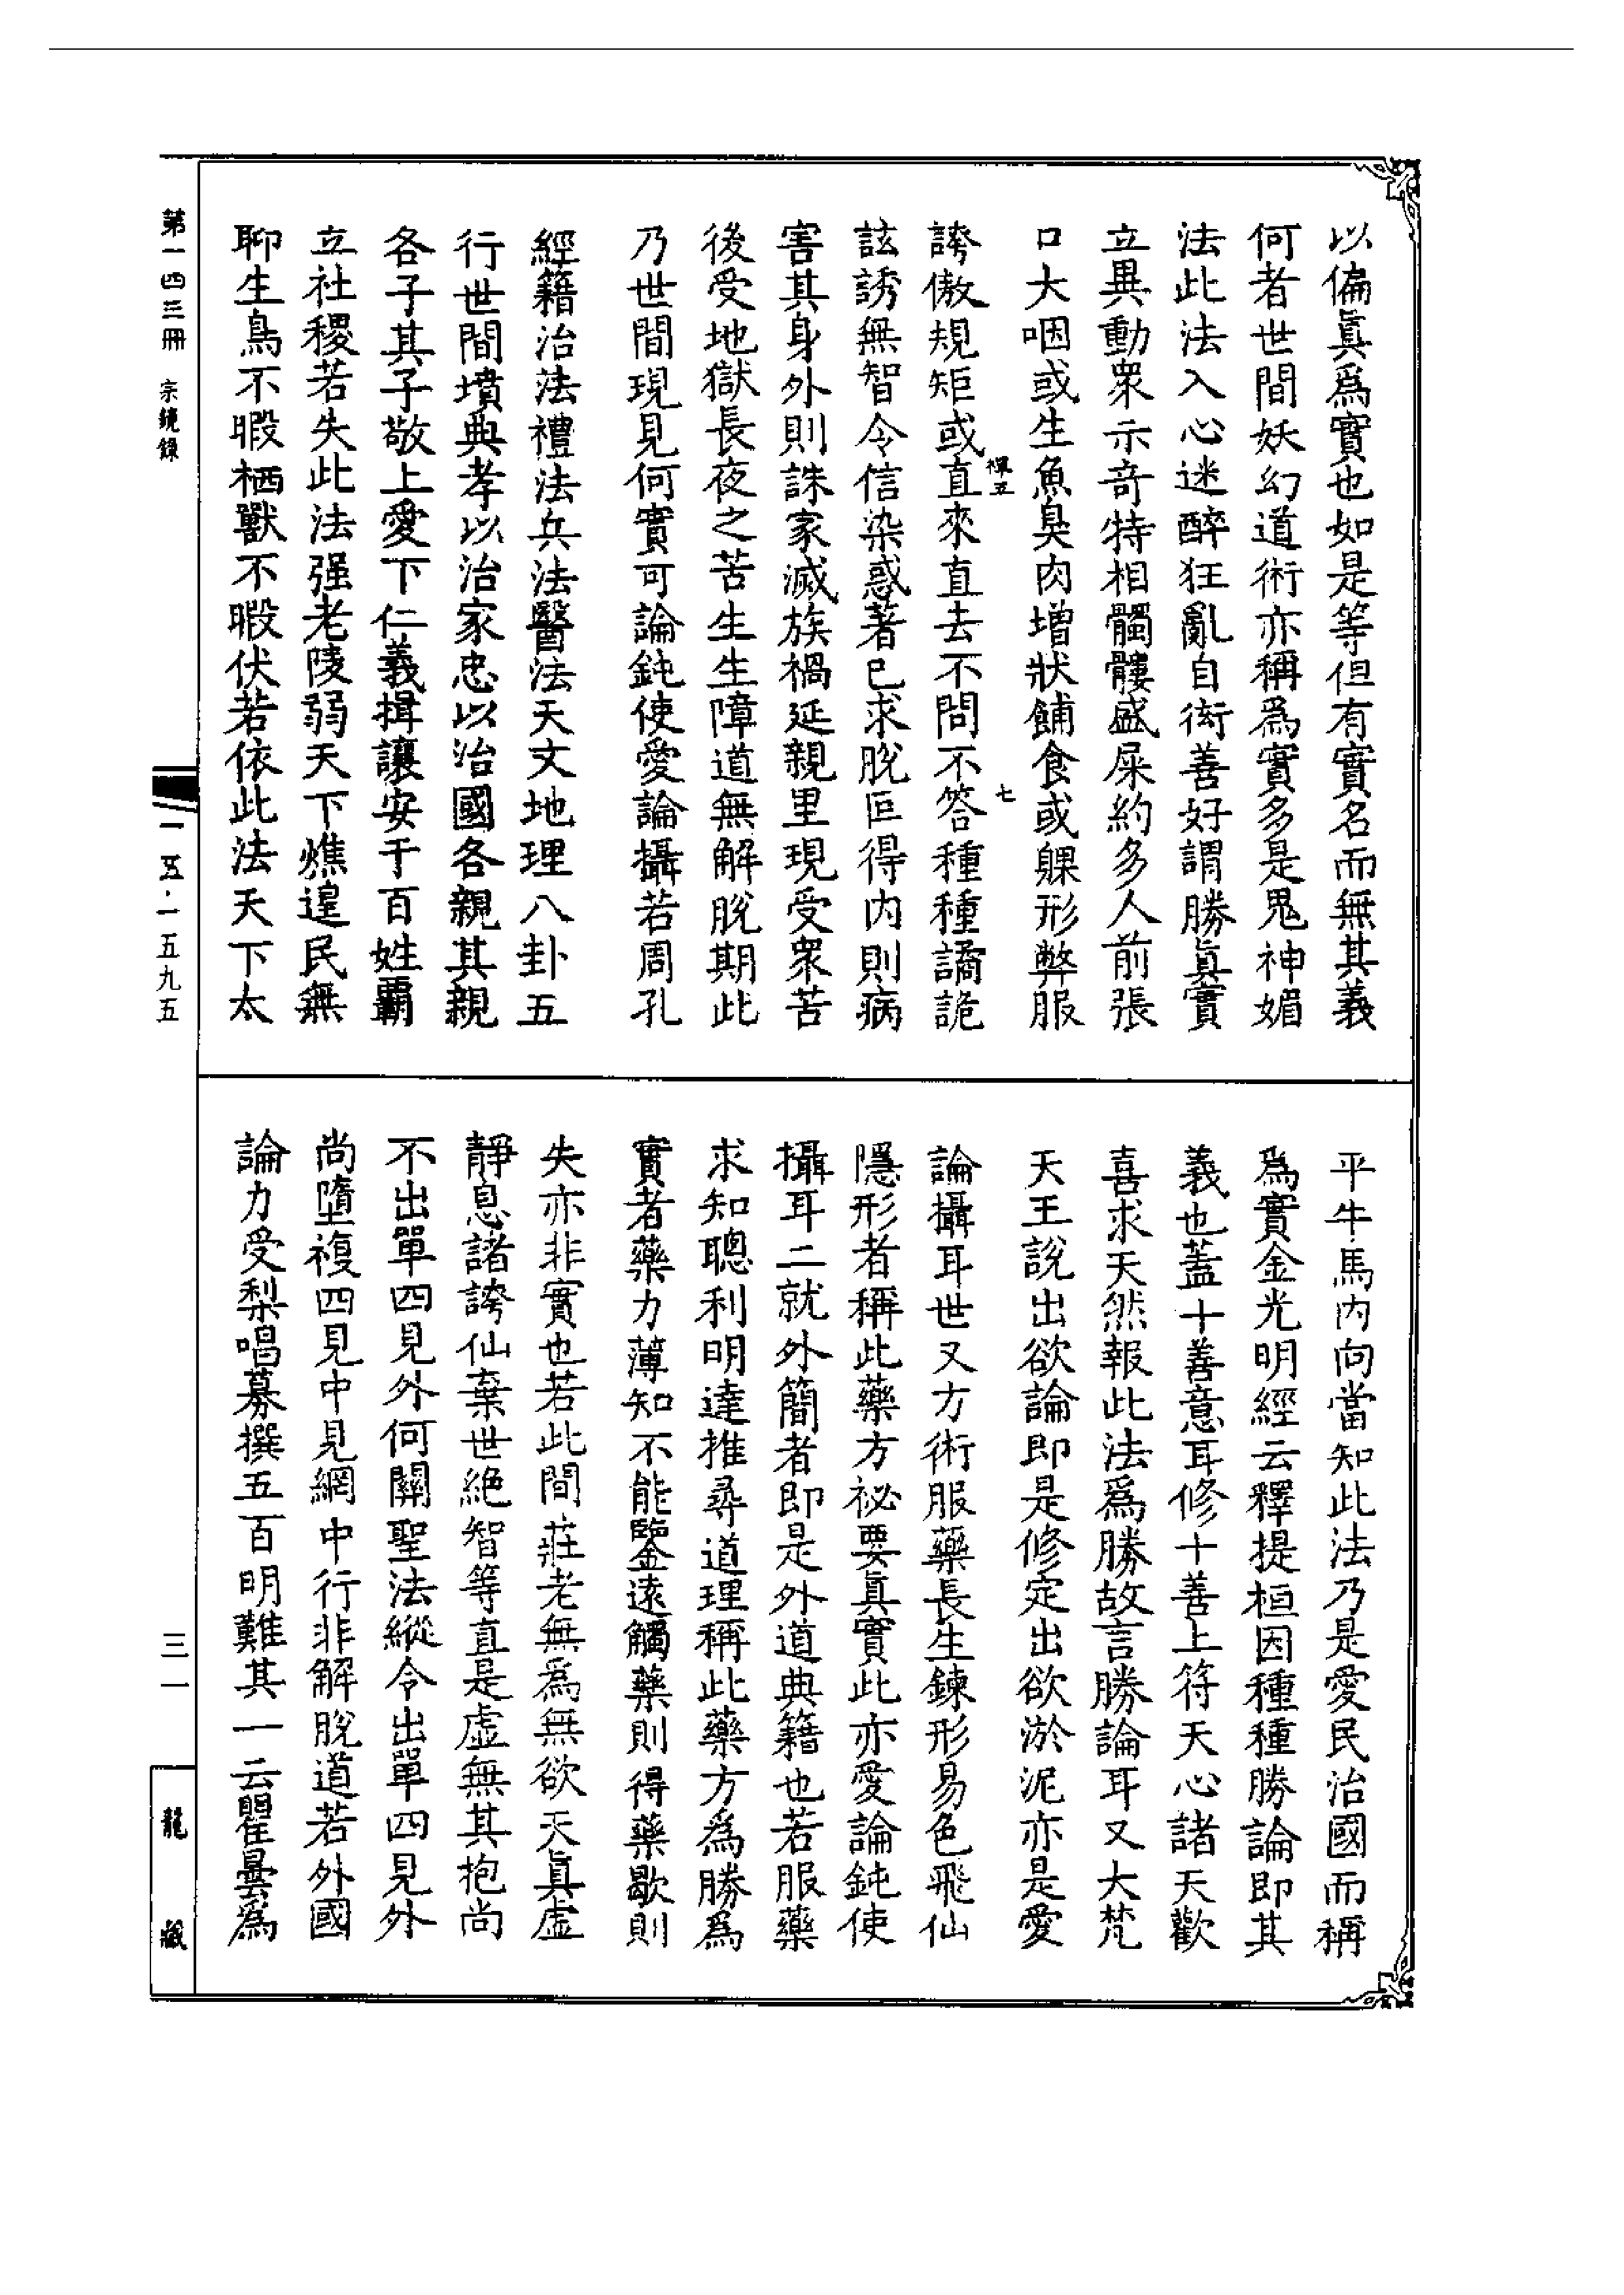 以偏眞爲實也如是等但有實名而無其義
何者世間妖幻道術亦稱爲實多是鬼神媚
法此法入心迷醉狂亂自衒善好謂勝眞實
立異動衆示奇特相髑髏盛屎約多人前張
口大咽或生魚臭肉增狀餔食或躶形弊服
誇傲規矩或直來直去不問不答種種譎詭
詃誘無智令信染惑著已求脫叵得內則病
害其身外則誅家滅族禍延親里現受衆苦
後受地獄長夜之苦生生障道無解脫期此
乃世間現見何實可論鈍使愛論攝若周孔
經籍治法禮法兵法醫法天文地理八卦五
行世間墳典孝以治家忠以治國各親其親
各子其子敬上愛下仁義揖讓安于百姓霸
立社稷若失此法强老陵弱天下燋遑民無
聊生鳥不暇栖獸不暇伏若依此法天下太
禪五
七
平牛馬内向當知此法乃是愛民治國而稱
爲實金光明經云釋提桓因種種勝論即其
義也蓋十善意耳修十善上符天心諸天歡
喜求天然報此法爲勝故言勝論耳又大梵
天王說出欲論即是修定出欲淤泥亦是愛
論攝耳世又方術服藥長生鍊形易色飛仙
隱形者稱此藥方祕要眞實此亦愛論鈍使
攝耳二就外簡者即是外道典籍也若服藥
求知聰利明達推尋道理稱此藥方爲勝爲
實者藥力薄知不能鑒遠觸藥則得藥歇則
失亦非實也若此間莊老無爲無欲天眞虛
靜息諸誇仙棄世絶智等直是虛無其抱尚
不出單四見外何關聖法縱令出單四見外
尚墮複四見中見網中行非解脫道若外國
論力受梨唱募撰五百明難其一云瞿曇爲
第一四三冊 宗鏡錄
一五·一五九五
三一
龍藏